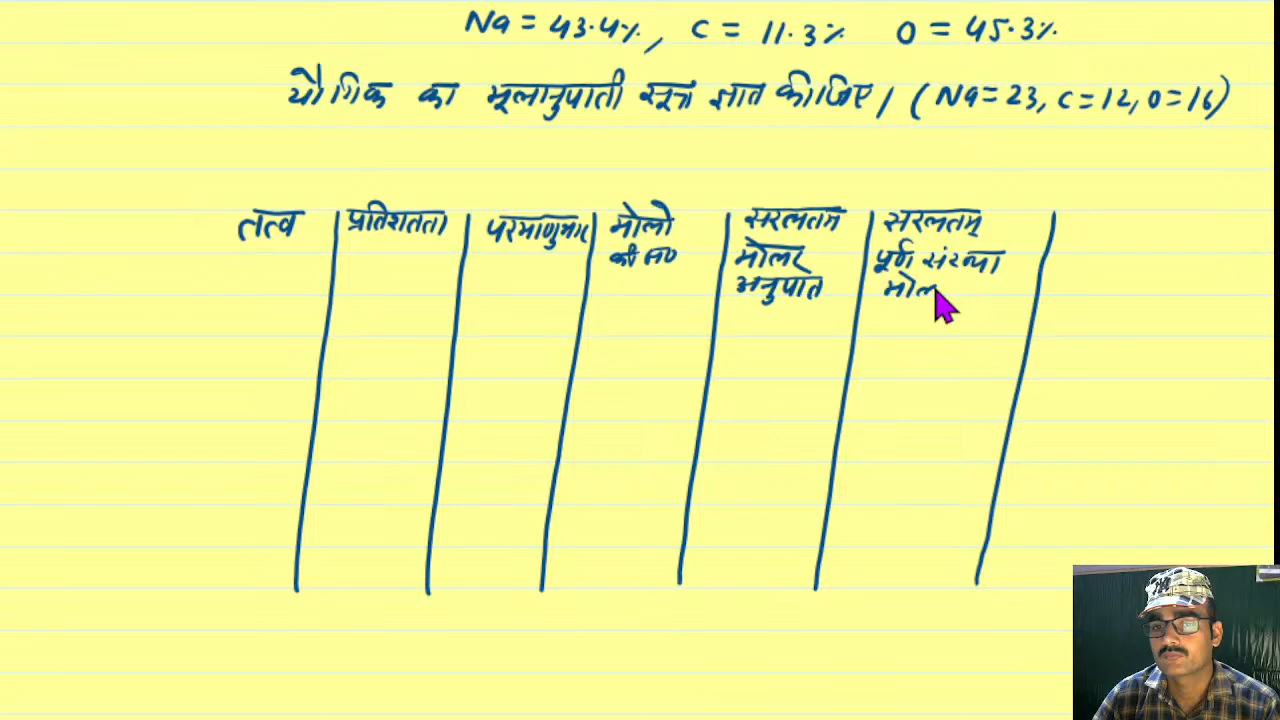 Na = 43.4%, C = 11.3% O = 45.3%
यौगिक का मूलानुपाती सूत्र ज्ञात कीजिए। (Na=23, C=12, O=16)
तत्व प्रतिशतता परमाणुभार मोलो सरलतम सरलतम
की सं० मोलर पूर्ण संख्या
अनुपात मोल